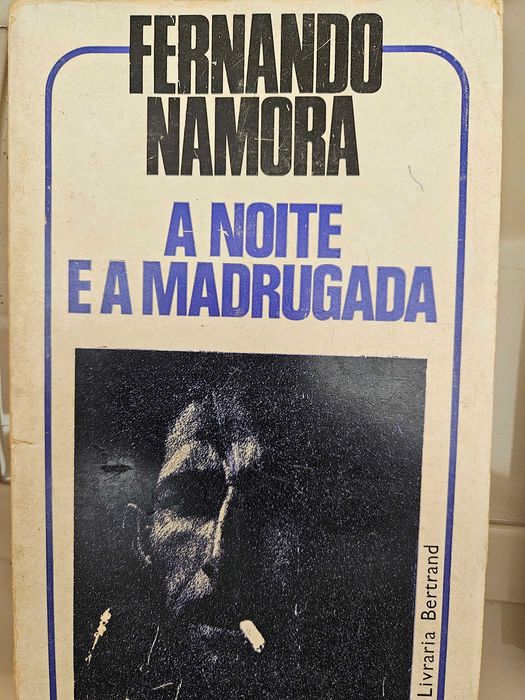 FERNANDO
NAMORA
A NOITE
E A MADRUGADA
Livraria Bertrand